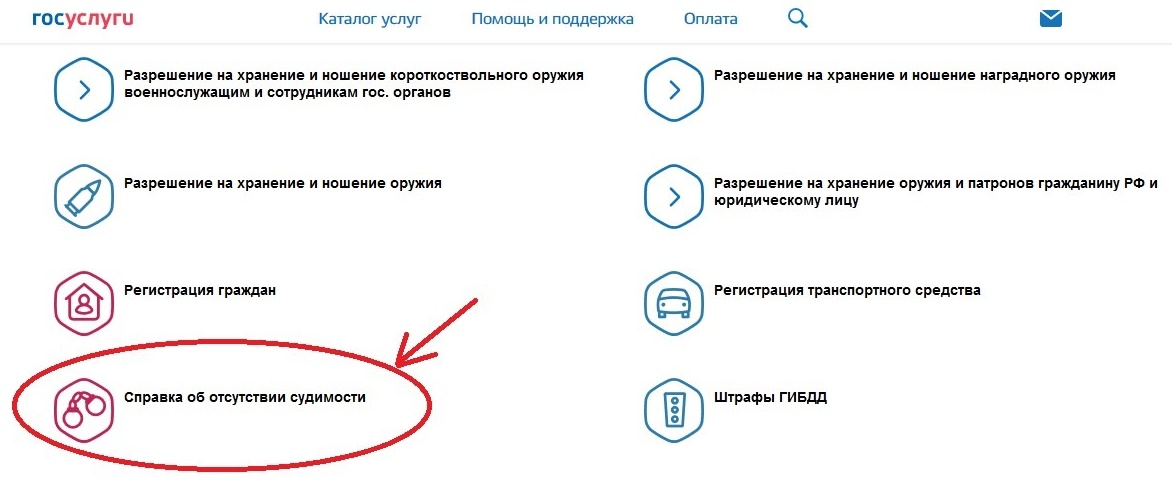 госуслуги Каталог услуг Помощь и поддержка Оплата
Разрешение на хранение и ношение короткоствольного оружия
военнослужащим и сотрудникам гос. органов
Разрешение на хранение и ношение наградного оружия
Разрешение на хранение и ношение оружия
Разрешение на хранение оружия и патронов гражданину РФ и
юридическому лицу
Регистрация граждан
Регистрация транспортного средства
Справка об отсутствии судимости
Штрафы ГИБДД